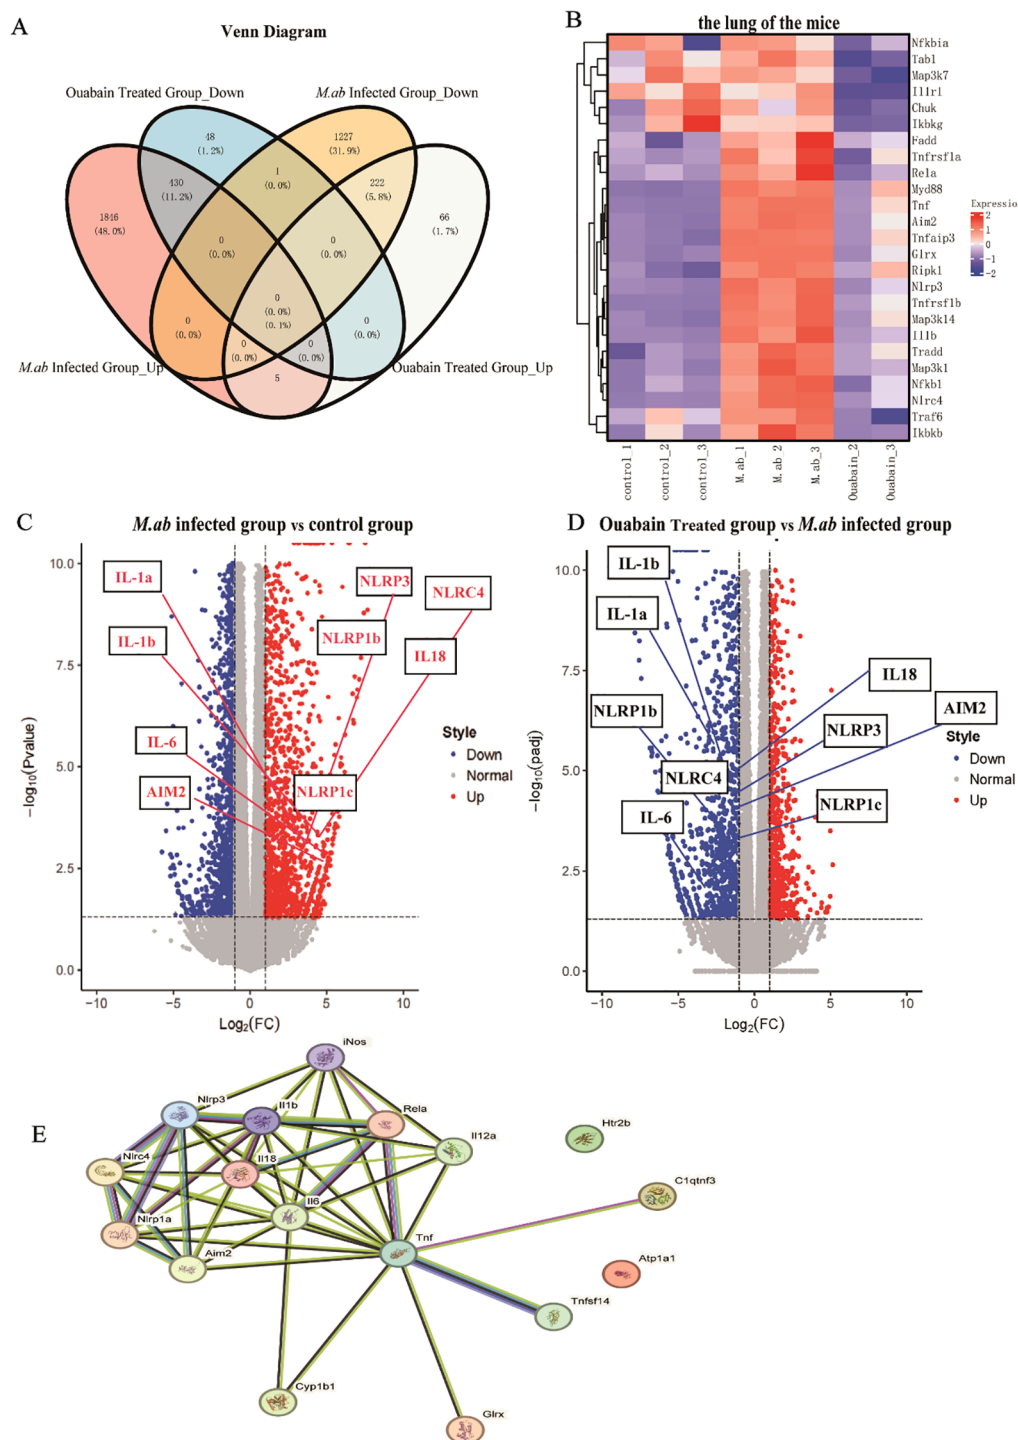 A
Venn Diagram
Ouabain Treated Group_Down
M.ab Infected Group_Down
48
(1.2%)
1227
(31.9%)
1
(0.0%)
430
(11.2%)
222
(5.8%)
1846
(48.0%)
66
(1.7%)
0
(0.0%)
0
(0.0%)
0
(0.0%)
(0.1%)
0
(0.0%)
0
(0.0%)
0
(0.0%)
0
(0.0%)
5
M.ab Infected Group_Up
Ouabain Treated Group_Up
B
the lung of the mice
Nfkbia
Tab1
Map3k7
Il1r1
Chuk
Ikbkg
Fadd
Tnfrsf1a
Rela
Myd88
Tnf
Aim2
Tnfaip3
Glrx
Ripk1
Nlrp3
Tnfrsf1b
Map3k14
Il1b
Tradd
Map3k1
Nfkb1
Nlrc4
Traf6
Ikbkb
Expressio
2
1
0
−1
−2
control_1
control_2
control_3
M.ab_1
M.ab_2
M.ab_3
Ouabain_2
Ouabain_3
C
M.ab infected group vs control group
IL-1a
IL-1b
IL-6
AIM2
NLRP3
NLRC4
NLRP1b
IL18
NLRP1c
10.0
7.5
5.0
2.5
0.0
−log10(Pvalue)
−10
−5
0
5
10
Log2(FC)
Style
Down
Normal
Up
D
Ouabain Treated group vs M.ab infected group
IL-1b
IL-1a
NLRP1b
NLRC4
IL-6
IL18
AIM2
NLRP3
NLRP1c
10.0
7.5
5.0
2.5
0.0
−log10(padj)
−10
−5
0
5
10
Log2(FC)
Style
Down
Normal
Up
E
iNos
Nlrp3
Il1b
Rela
Il12a
Htr2b
Nlrc4
Il18
C1qtnf3
Il6
Nlrp1a
Tnf
Aim2
Atp1a1
Tnfsf14
Cyp1b1
Glrx